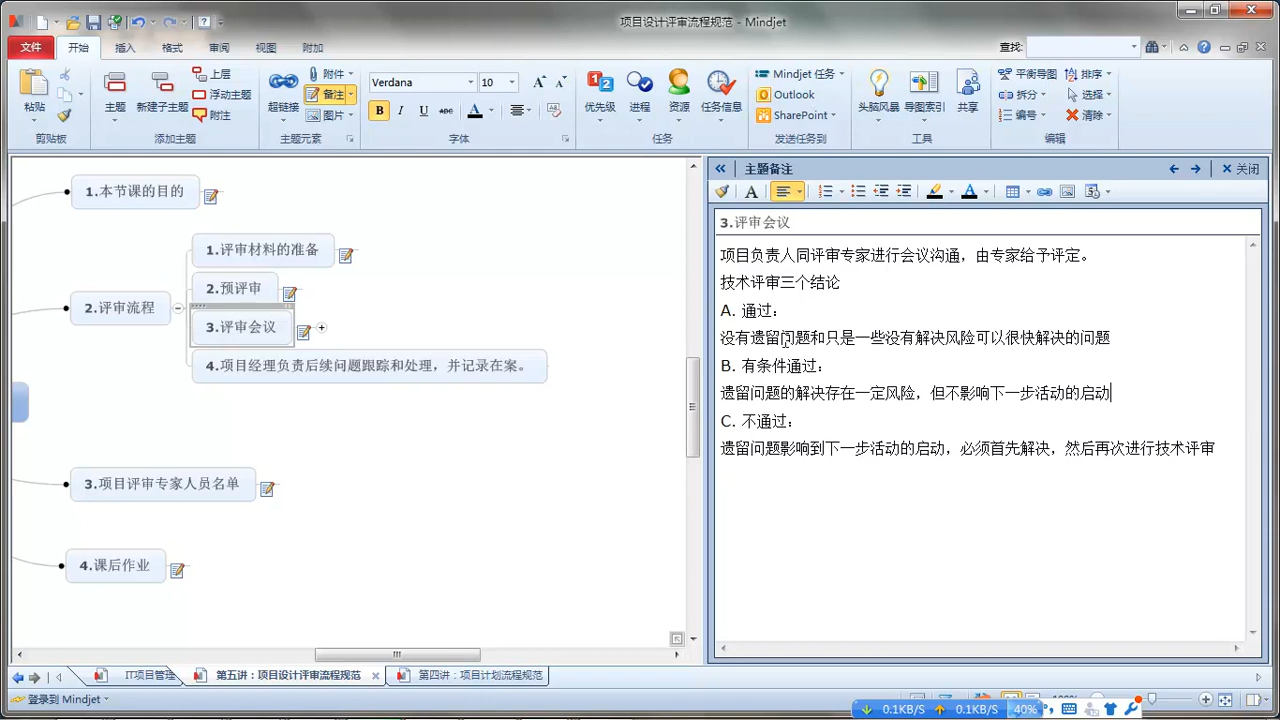 项目设计评审流程规范 - Mindjet
文件 开始 插入 格式 审阅 视图 附加 查找:
粘贴 主题 新建子主题 上层 浮动主题 附注 超链接 附件 备注 图片 Verdana 10 优先级 进程 资源 任务信息 Mindjet 任务 Outlook SharePoint 头脑风暴 导图索引 共享 平衡导图 拆分 编号 排序 选择 清除
剪贴板 添加主题 主题元素 字体 任务 发送任务到 工具 编辑
1.本节课的目的
2.评审流程
1.评审材料的准备
2.预评审
3.评审会议
4.项目经理负责后续问题跟踪和处理，并记录在案。
3.项目评审专家人员名单
4.课后作业
主题备注 关闭
3.评审会议
项目负责人同评审专家进行会议沟通，由专家给予评定。
技术评审三个结论
A. 通过：
没有遗留问题和只是一些没有解决风险可以很快解决的问题
B. 有条件通过：
遗留问题的解决存在一定风险，但不影响下一步活动的启动
C. 不通过：
遗留问题影响到下一步活动的启动，必须首先解决，然后再次进行技术评审
IT项目管理 第五讲：项目设计评审流程规范 第四讲：项目计划流程规范
登录到 Mindjet
0.1KB/S 0.1KB/S 40%